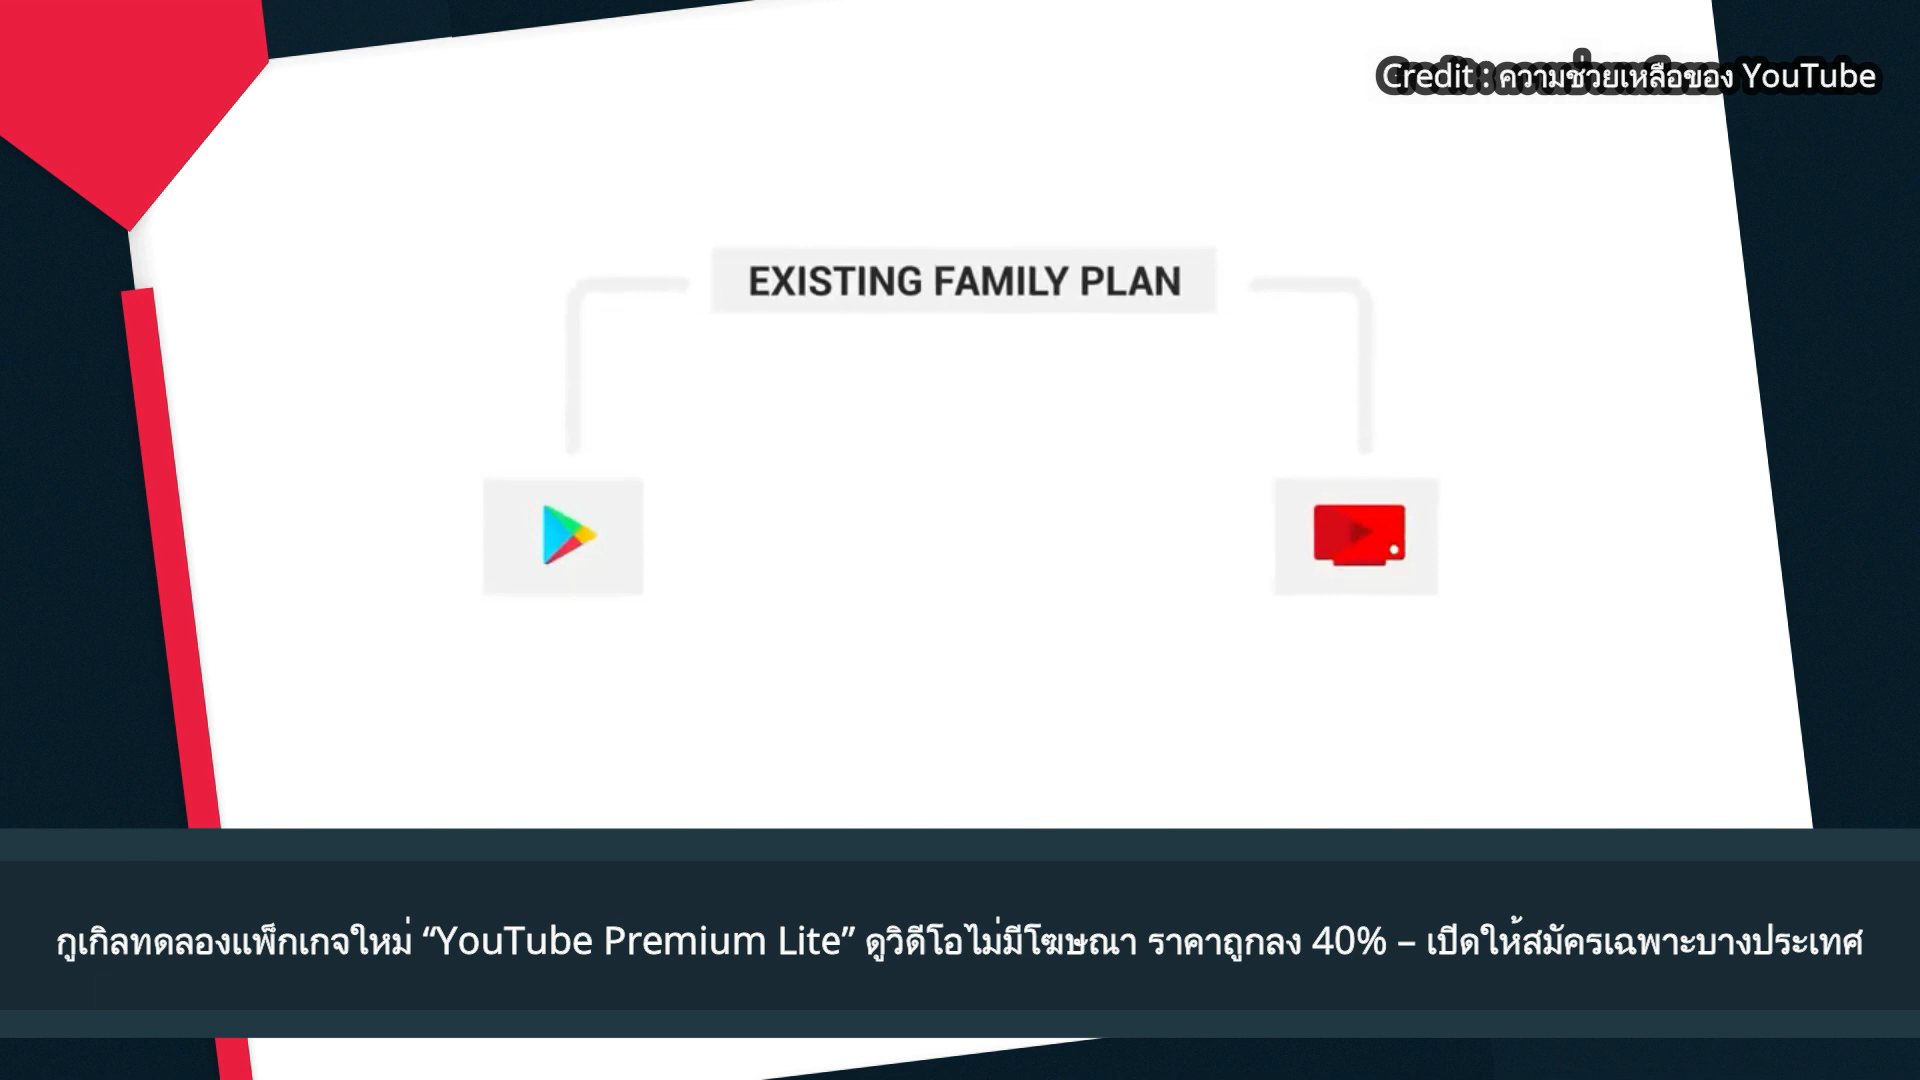 Credit : ความช่วยเหลือของ YouTube
EXISTING FAMILY PLAN
กูเกิลทดลองแพ็กเกจใหม่ “YouTube Premium Lite” ดูวิดีโอไม่มีโฆษณา ราคาถูกลง 40% – เปิดให้สมัครเฉพาะบางประเทศ